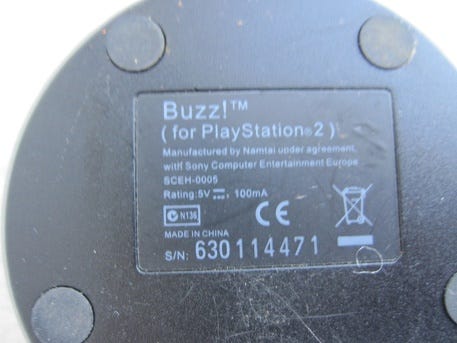 Buzz!™
(for PlayStation®2)
Manufactured by Namtai under agreement
with Sony Computer Entertainment Europe
SCEH-0005
Rating:5V⎓, 100mA
N136 CE
MADE IN CHINA
S/N: 630114471